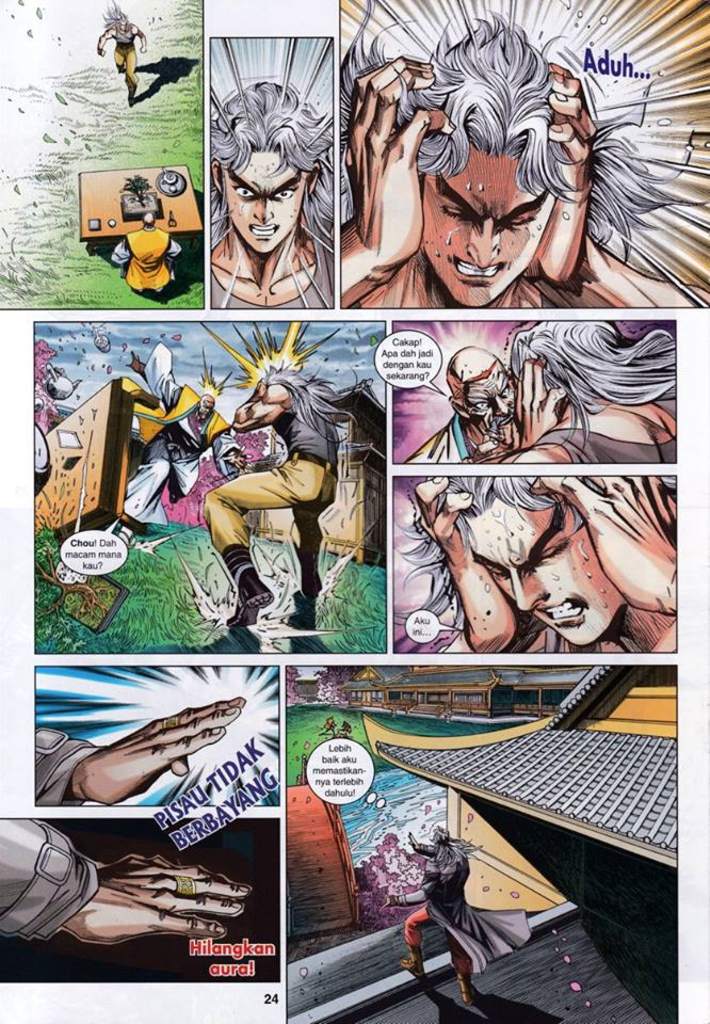 Aduh...
Chou! Dah
macam mana
kau?
Cakap!
Apa dah jadi
dengan kau
sekarang?
Aku
ini...
PISAU TIDAK
BERBAYANG
Hilangkan
aura!
Lebih
baik aku
memastikan-
nya terlebih
dahulu!
24